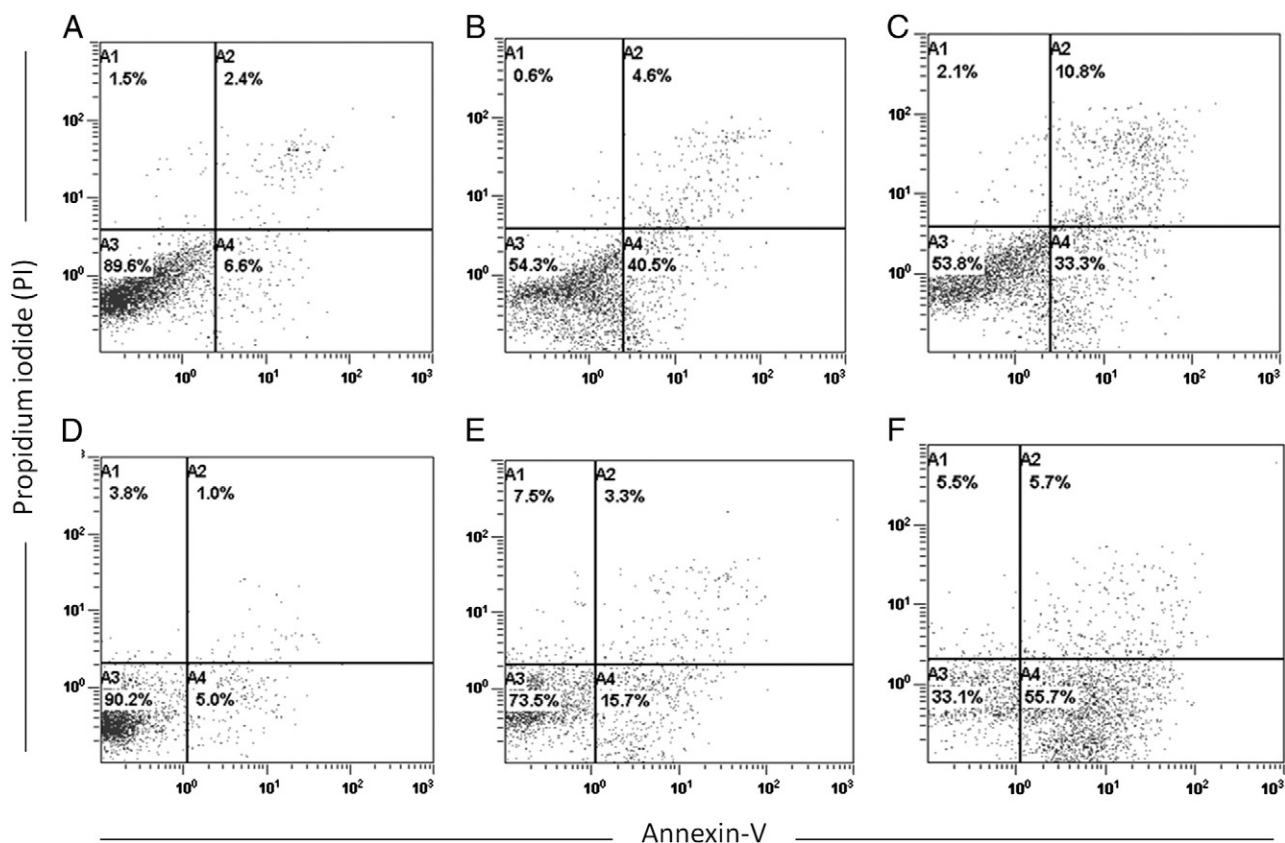 A
B
C
A1
1.5%
A2
2.4%
A3
89.6%
A4
6.6%
10²
10¹
10⁰
10⁰
10¹
10²
10³
A1
0.6%
A2
4.6%
A3
54.3%
A4
40.5%
10²
10¹
10⁰
10⁰
10¹
10²
10³
A1
2.1%
A2
10.8%
A3
53.8%
A4
33.3%
10²
10¹
10⁰
10⁰
10¹
10²
10³
D
E
F
A1
3.8%
A2
1.0%
A3
90.2%
A4
5.0%
3
10²
10¹
10⁰
10⁰
10¹
10²
10³
A1
7.5%
A2
3.3%
A3
73.5%
A4
15.7%
10²
10¹
10⁰
10⁰
10¹
10²
10³
A1
5.5%
A2
5.7%
A3
33.1%
A4
55.7%
10²
10¹
10⁰
10⁰
10¹
10²
10³
Propidium iodide (PI)
Annexin-V